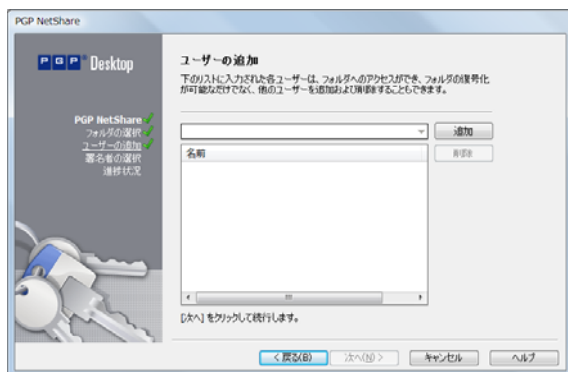 PGP NetShare
PGP Desktop
PGP NetShare
フォルダの選択
ユーザーの追加
署名者の選択
進捗状況
ユーザーの追加
下のリストに入力された各ユーザーは、フォルダへのアクセスができ、フォルダの復号化
が可能なだけでなく、他のユーザーを追加および削除することもできます。
追加
名前
削除
[次へ] をクリックして続行します。
< 戻る(B)
次へ(N) >
キャンセル
ヘルプ